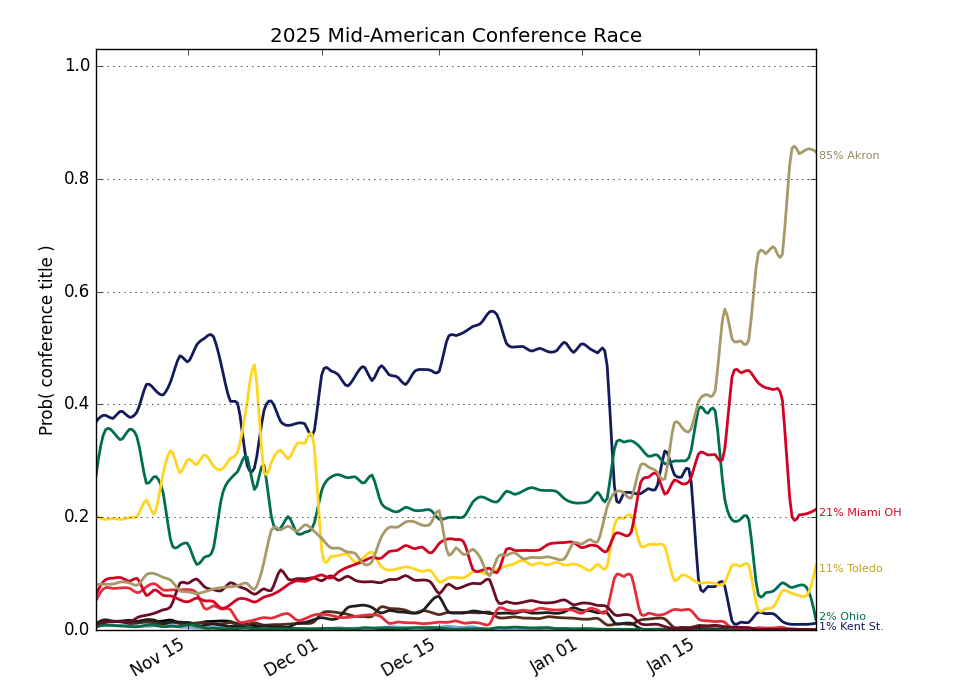 2025 Mid-American Conference Race
Prob( conference title )
1.0
0.8
0.6
0.4
0.2
0.0
Nov 15
Dec 01
Dec 15
Jan 01
Jan 15
85% Akron
21% Miami OH
11% Toledo
2% Ohio
1% Kent St.